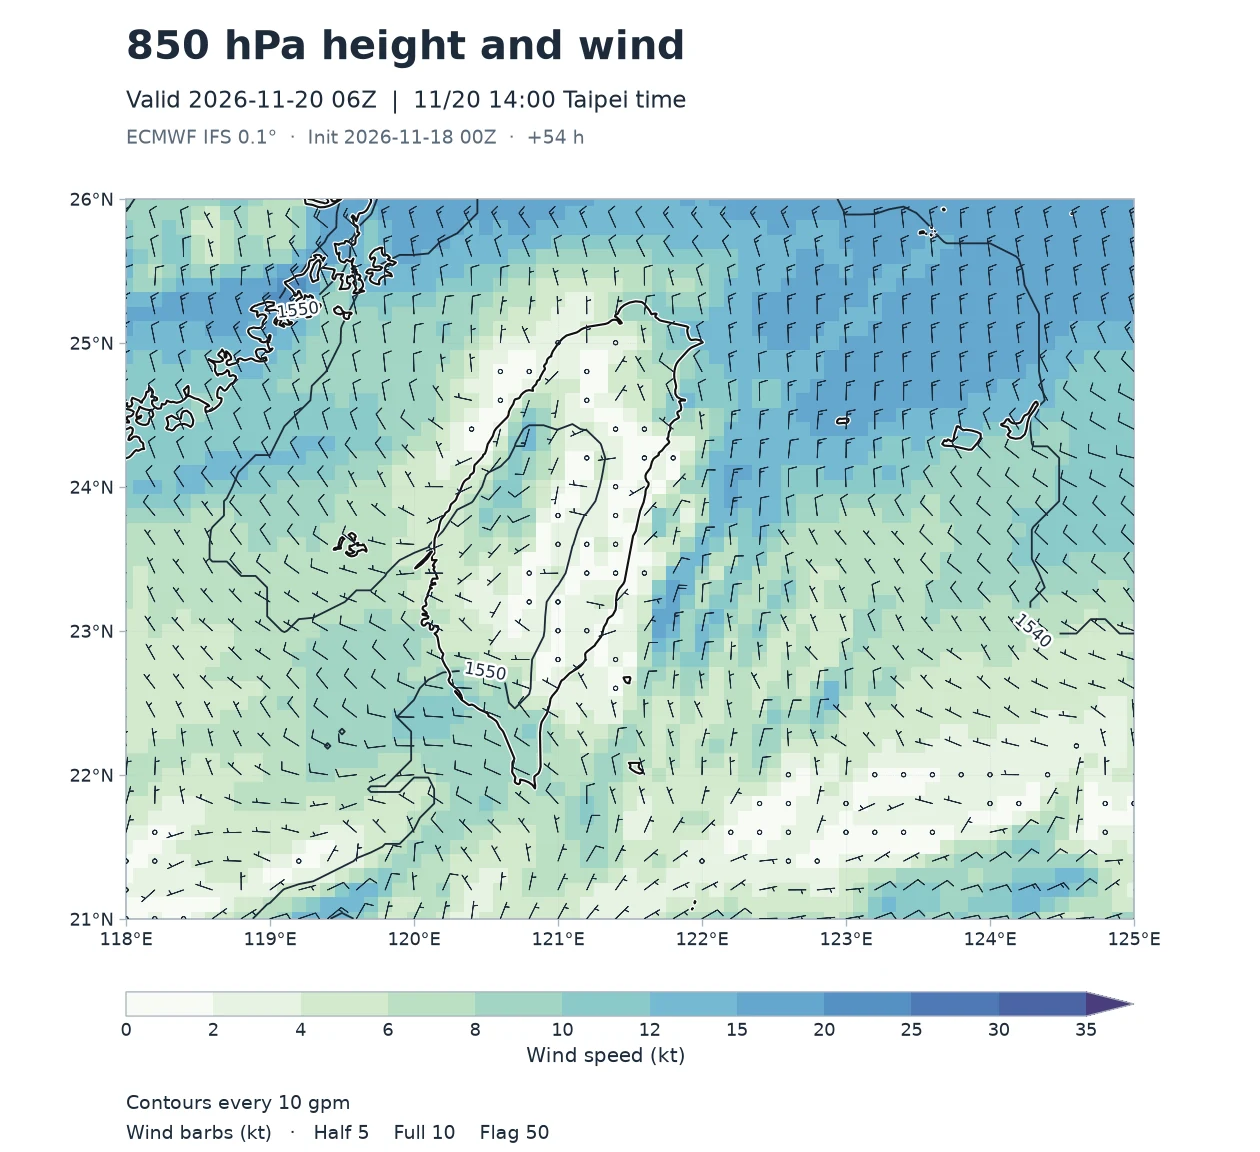 850 hPa height and wind
Valid 2026-11-20 06Z | 11/20 14:00 Taipei time
ECMWF IFS 0.1° · Init 2026-11-18 00Z · +54 h
26°N
25°N
24°N
23°N
22°N
21°N
1550
1550
1540
118°E 119°E 120°E 121°E 122°E 123°E 124°E 125°E
0 2 4 6 8 10 12 15 20 25 30 35
Wind speed (kt)
Contours every 10 gpm
Wind barbs (kt) · Half 5 Full 10 Flag 50